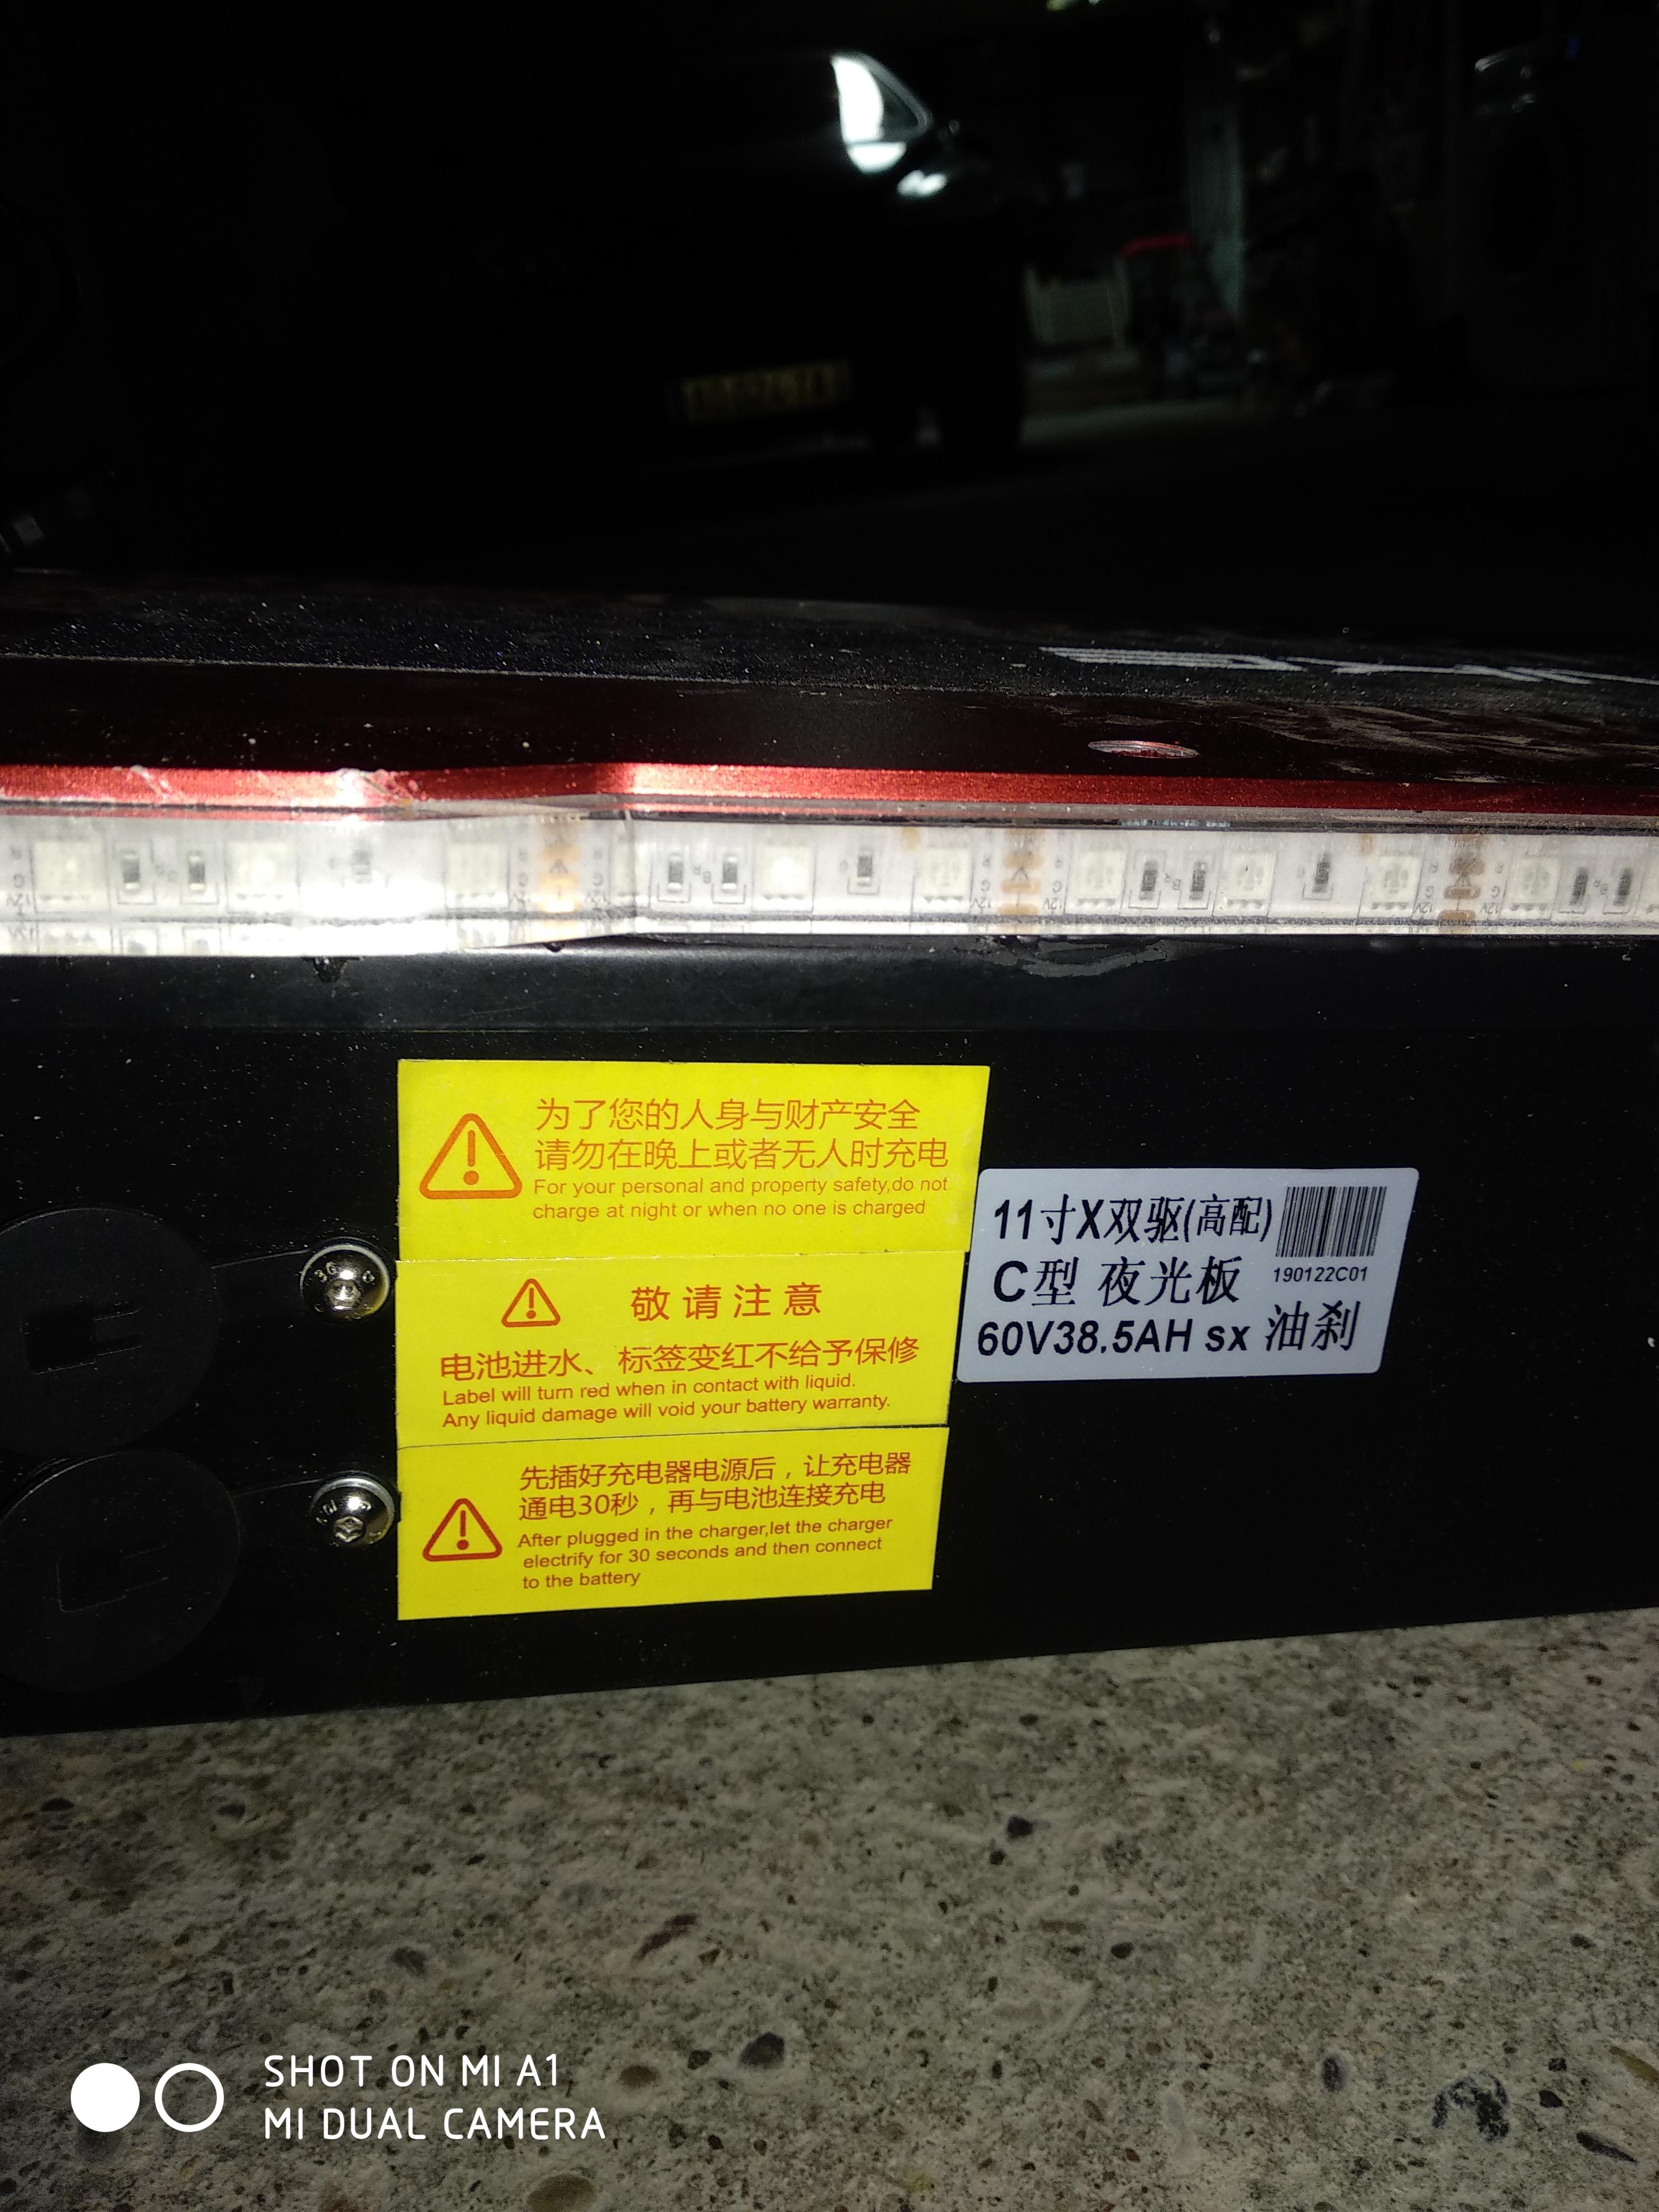 为了您的人身与财产安全
请勿在晚上或者无人时充电
For your personal and property safety,do not
charge at night or when no one is charged
敬请注意
电池进水、标签变红不给予保修
Label will turn red when in contact with liquid.
Any liquid damage will void your battery warranty.
先插好充电器电源后，让充电器
通电30秒，再与电池连接充电
After plugged in the charger,let the charger
electrify for 30 seconds and then connect
to the battery
11寸X双驱(高配)
190122C01
C型 夜光板
60V38.5AH sx 油刹
SHOT ON MI A1
MI DUAL CAMERA